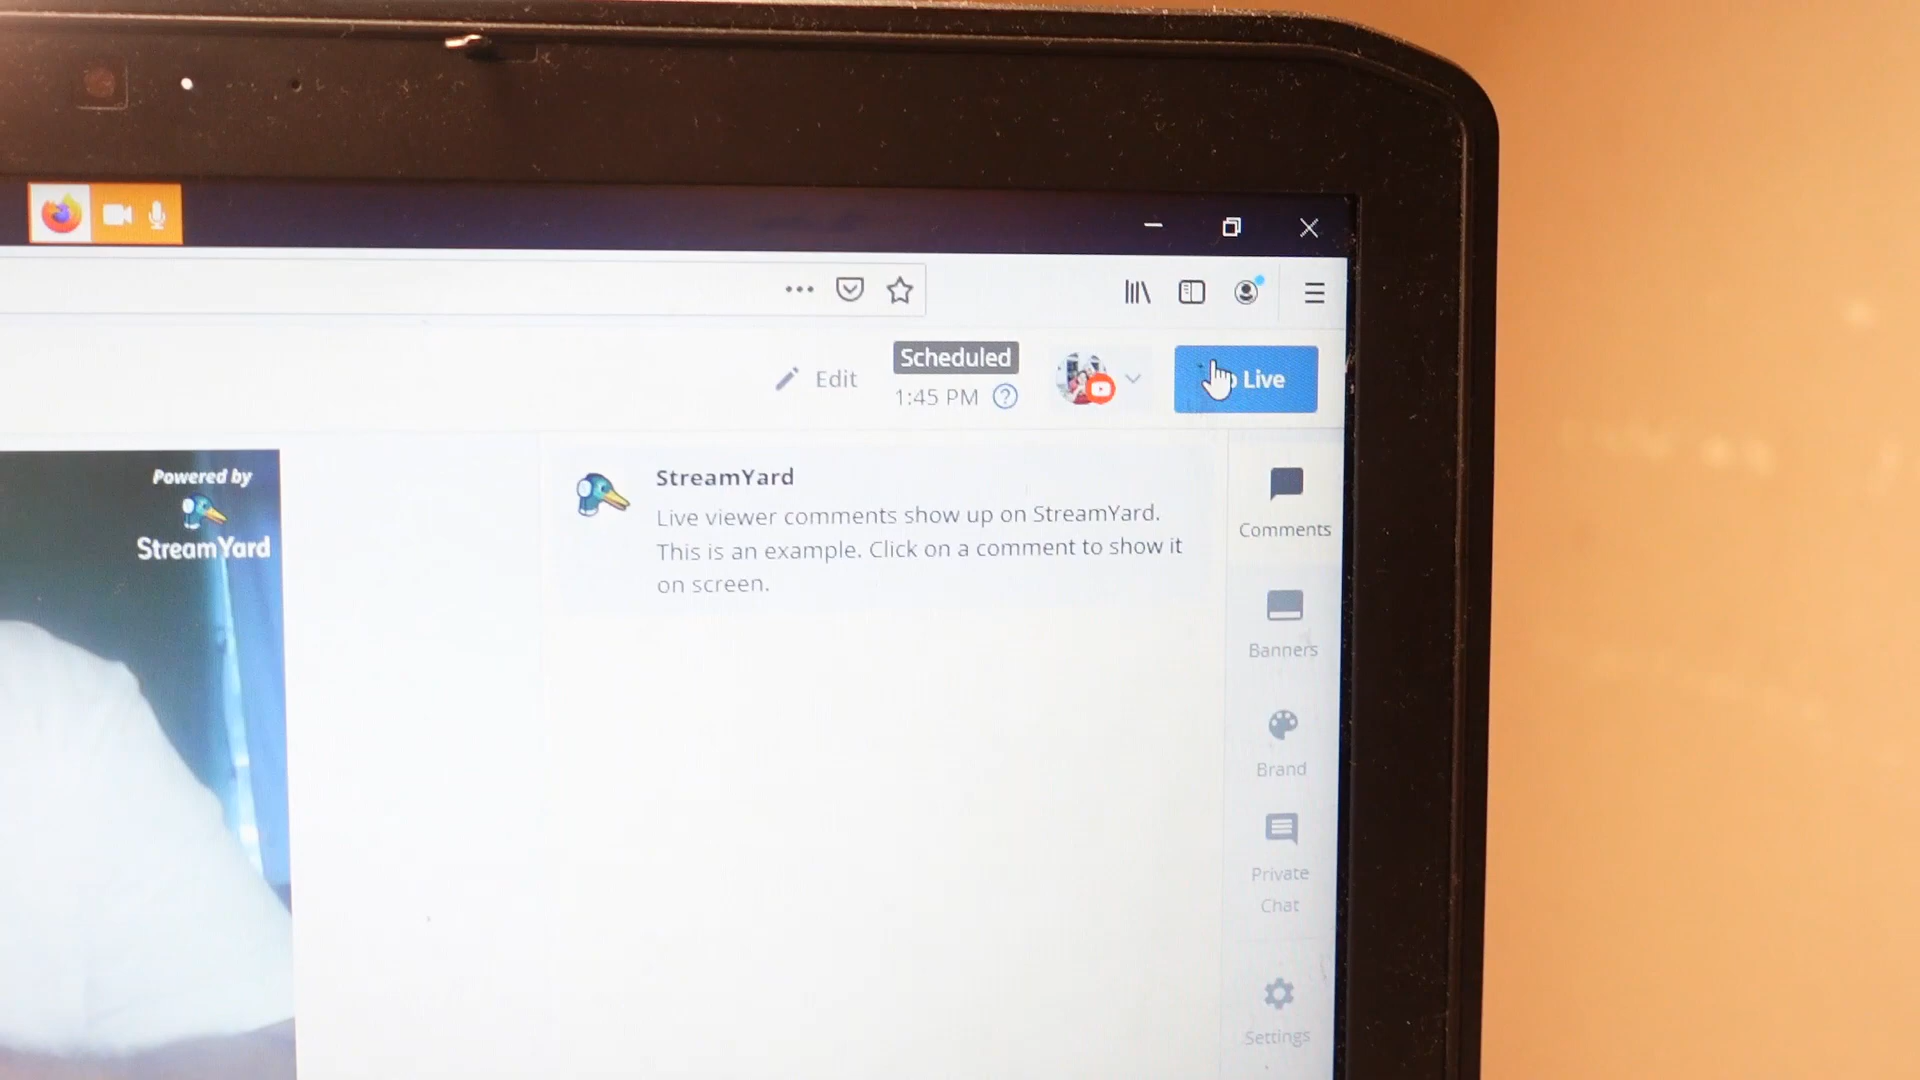 Edit
Scheduled
1:45 PM
Live
Powered by
StreamYard
StreamYard
Live viewer comments show up on StreamYard.
This is an example. Click on a comment to show it
on screen.
Comments
Banners
Brand
Private
Chat
Settings